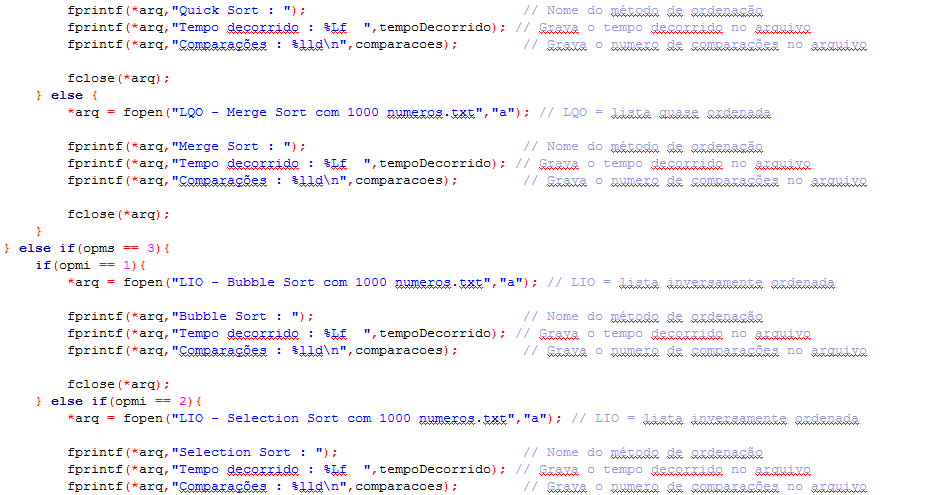 fprintf(*arq,"Quick Sort : "); // Nome do método de ordenação
fprintf(*arq,"Tempo decorrido : %Lf  ",tempoDecorrido); // Grava o tempo decorrido no arquivo
fprintf(*arq,"Comparações : %lld\n",comparacoes); // Grava o numero de comparações no arquivo
fclose(*arq);
} else {
*arq = fopen("LQO - Merge Sort com 1000 numeros.txt","a"); // LQO = lista quase ordenada
fprintf(*arq,"Merge Sort : "); // Nome do método de ordenação
fprintf(*arq,"Tempo decorrido : %Lf  ",tempoDecorrido); // Grava o tempo decorrido no arquivo
fprintf(*arq,"Comparações : %lld\n",comparacoes); // Grava o numero de comparações no arquivo
fclose(*arq);
}
} else if(opms == 3){
if(opmi == 1){
*arq = fopen("LIO - Bubble Sort com 1000 numeros.txt","a"); // LIO = lista inversamente ordenada
fprintf(*arq,"Bubble Sort : "); // Nome do método de ordenação
fprintf(*arq,"Tempo decorrido : %Lf  ",tempoDecorrido); // Grava o tempo decorrido no arquivo
fprintf(*arq,"Comparações : %lld\n",comparacoes); // Grava o numero de comparações no arquivo
fclose(*arq);
} else if(opmi == 2){
*arq = fopen("LIO - Selection Sort com 1000 numeros.txt","a"); // LIO = lista inversamente ordenada
fprintf(*arq,"Selection Sort : "); // Nome do método de ordenação
fprintf(*arq,"Tempo decorrido : %Lf  ",tempoDecorrido); // Grava o tempo decorrido no arquivo
fprintf(*arq,"Comparações : %lld\n",comparacoes); // Grava o numero de comparações no arquivo